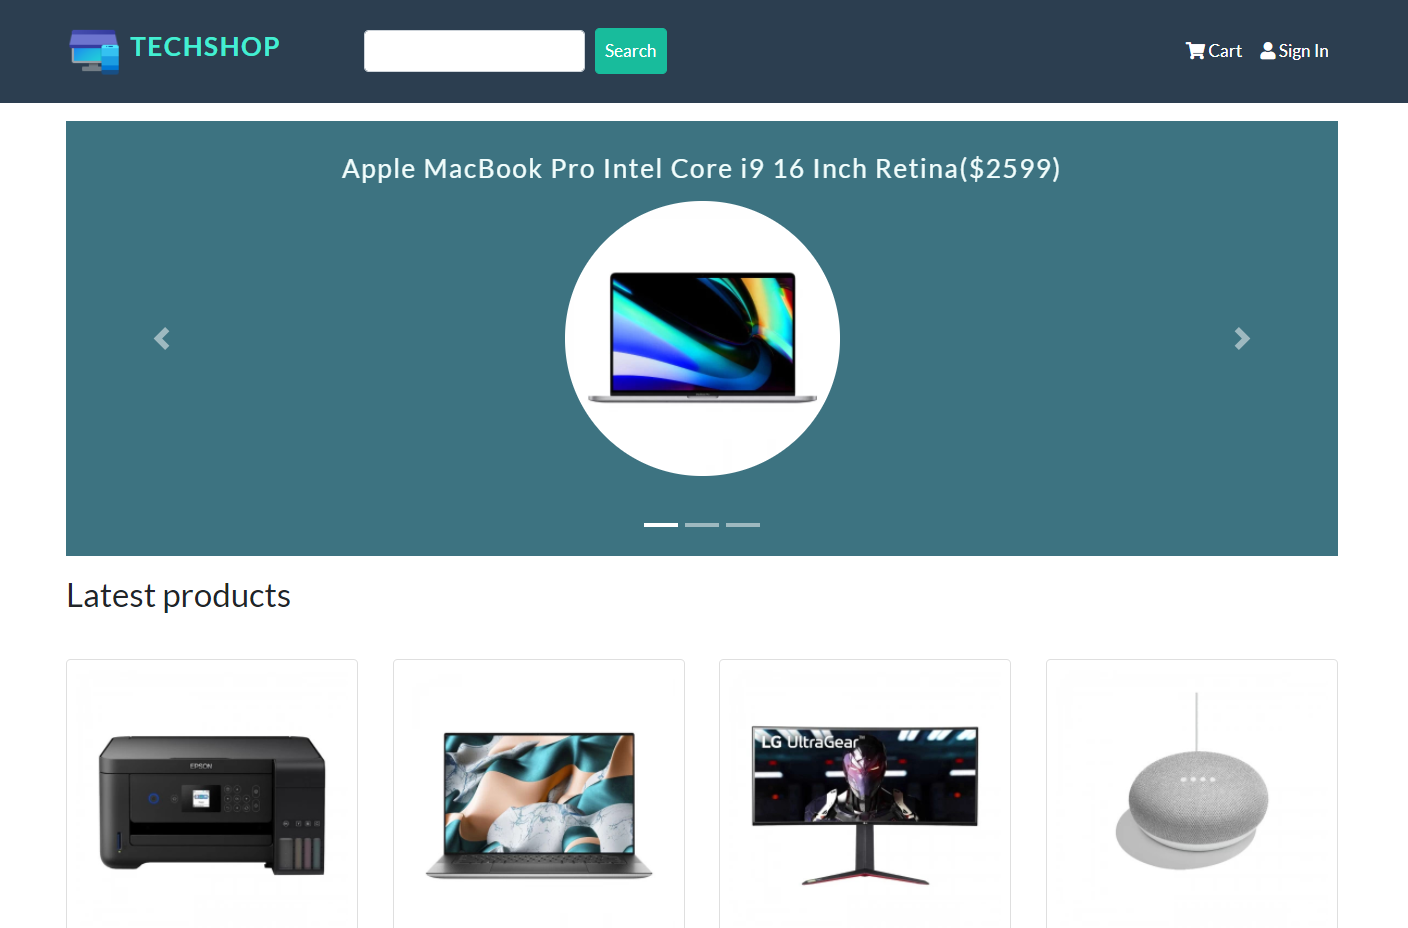 TECHSHOP
Search
Cart
Sign In
Apple MacBook Pro Intel Core i9 16 Inch Retina($2599)
Latest products
EPSON
LG UltraGear™